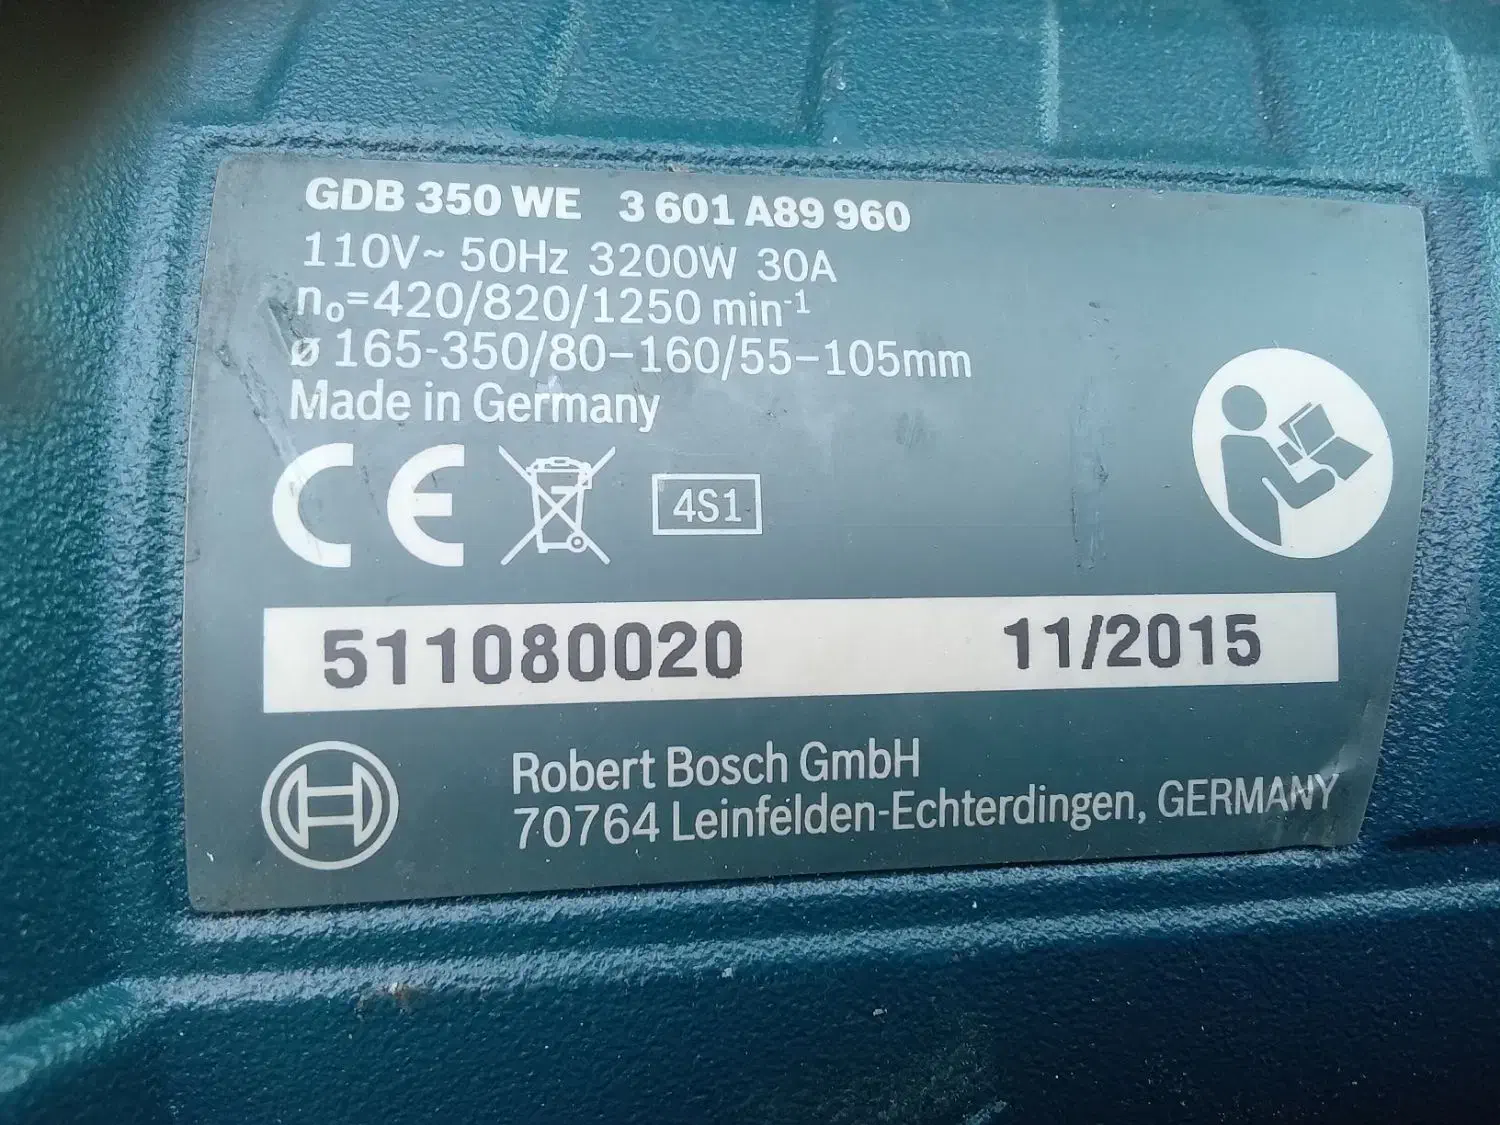 GDB 350 WE 3 601 A89 960
110V~ 50Hz 3200W 30A
n₀=420/820/1250 min⁻¹
ø 165-350/80–160/55–105mm
Made in Germany
CE
4S1
511080020 11/2015
Robert Bosch GmbH
70764 Leinfelden-Echterdingen, GERMANY